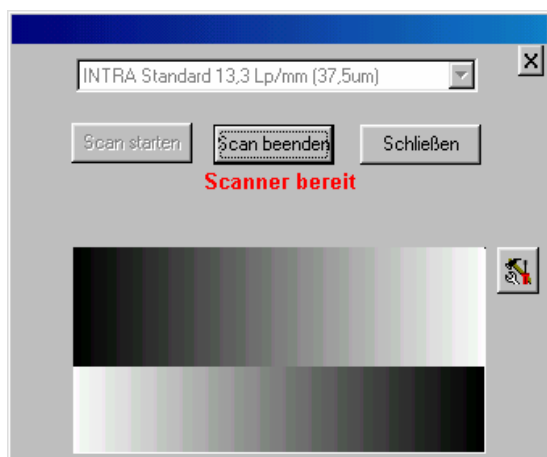 INTRA Standard 13,3 Lp/mm (37,5um)
Scan starten Scan beenden Schließen
Scanner bereit